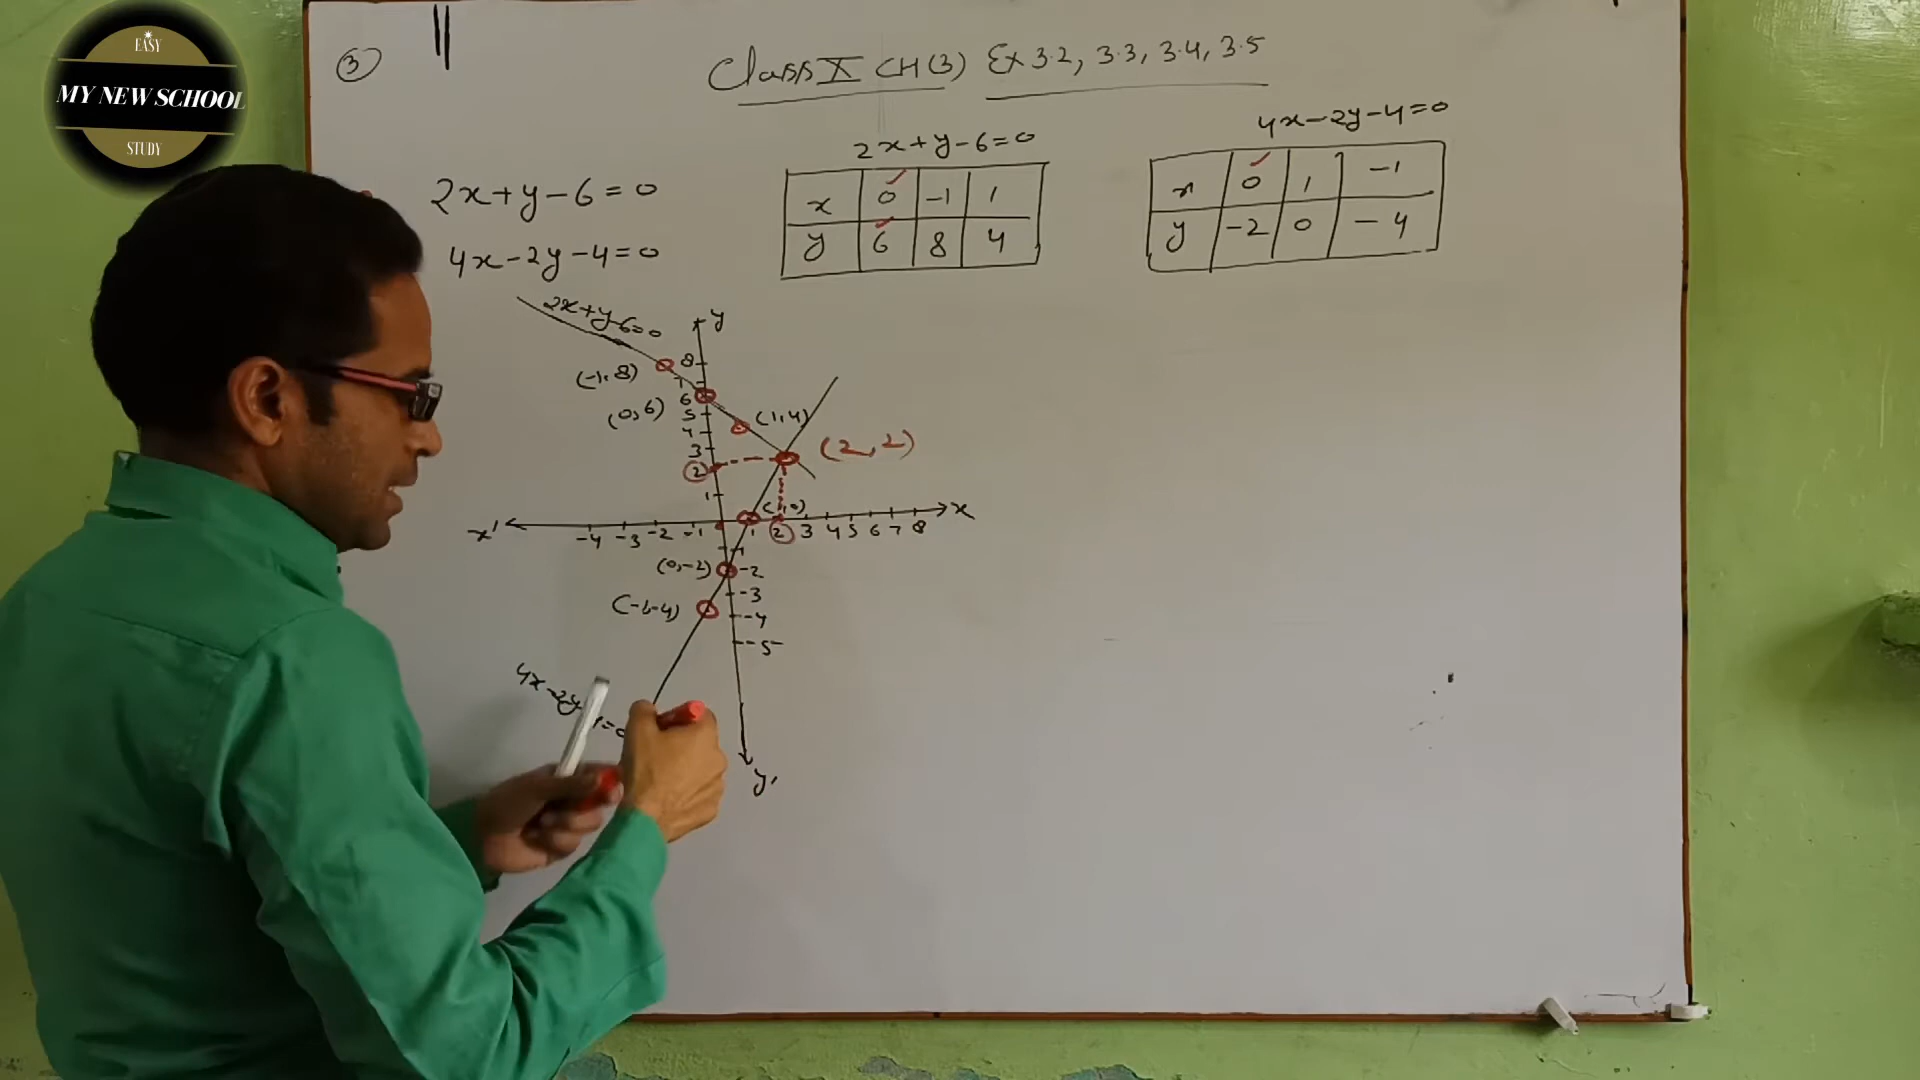 EASY
MY NEW SCHOOL
STUDY
3
Class X CH(3) Ex 3.2, 3.3, 3.4, 3.5
2x+y-6=0
4x-2y-4=0
2x+y-6=0
x 0 -1 1
y 6 8 4
4x-2y-4=0
x 0 1 -1
y -2 0 -4
2x+y-6=0
y
(-1,8)
8
(0,6)
6
5
4
(1,4)
3
2
(2,2)
1
(1,0)
x' -4 -3 -2 -1 1 2 3 4 5 6 7 8 x
-1
(0,-2) -2
-3
(-1,-4) -4
-5
4x-2y
=0
y'